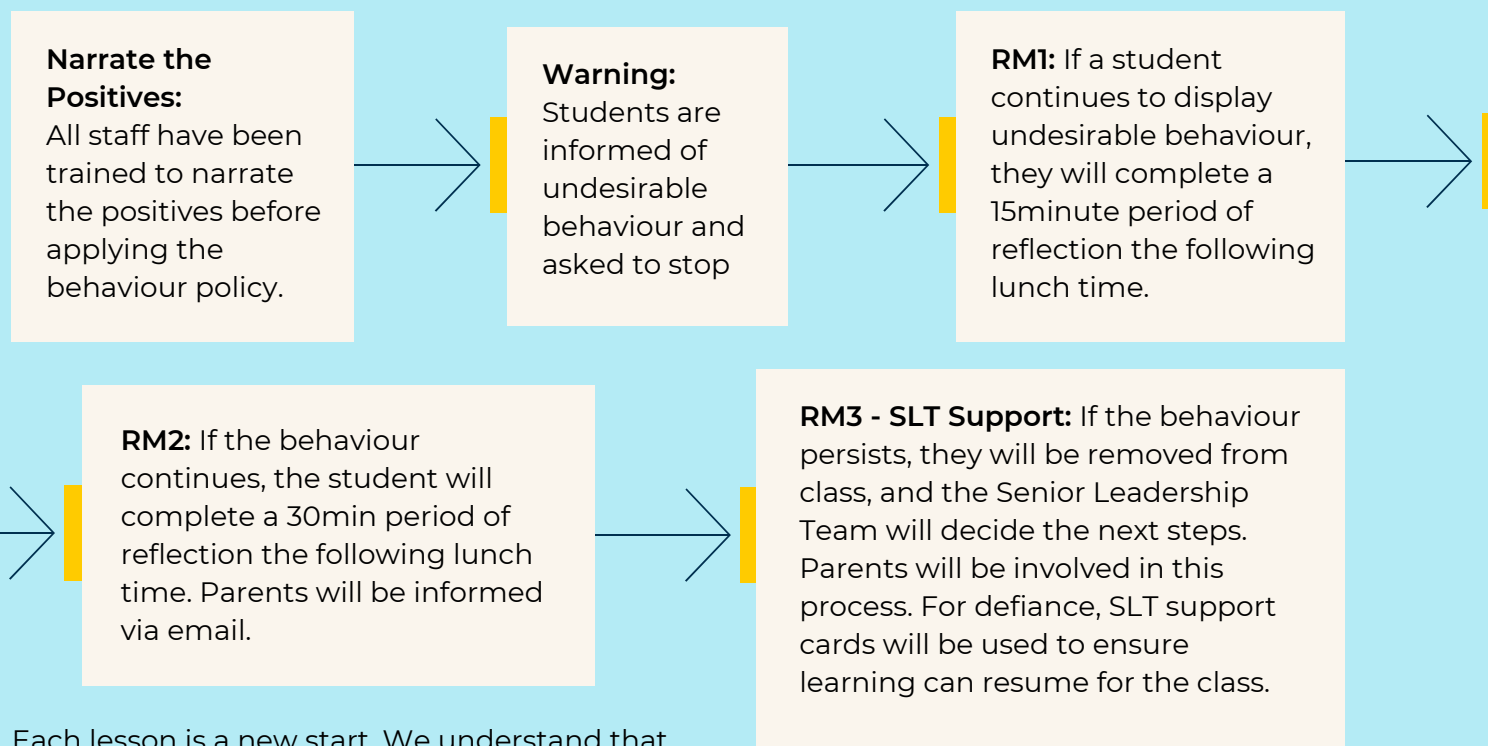 Narrate the
Positives:
All staff have been
trained to narrate
the positives before
applying the
behaviour policy.
Warning:
Students are
informed of
undesirable
behaviour and
asked to stop
RM1: If a student
continues to display
undesirable behaviour,
they will complete a
15minute period of
reflection the following
lunch time.
RM2: If the behaviour
continues, the student will
complete a 30min period of
reflection the following lunch
time. Parents will be informed
via email.
RM3 - SLT Support: If the behaviour
persists, they will be removed from
class, and the Senior Leadership
Team will decide the next steps.
Parents will be involved in this
process. For defiance, SLT support
cards will be used to ensure
learning can resume for the class.
Each lesson is a new start. We understand that